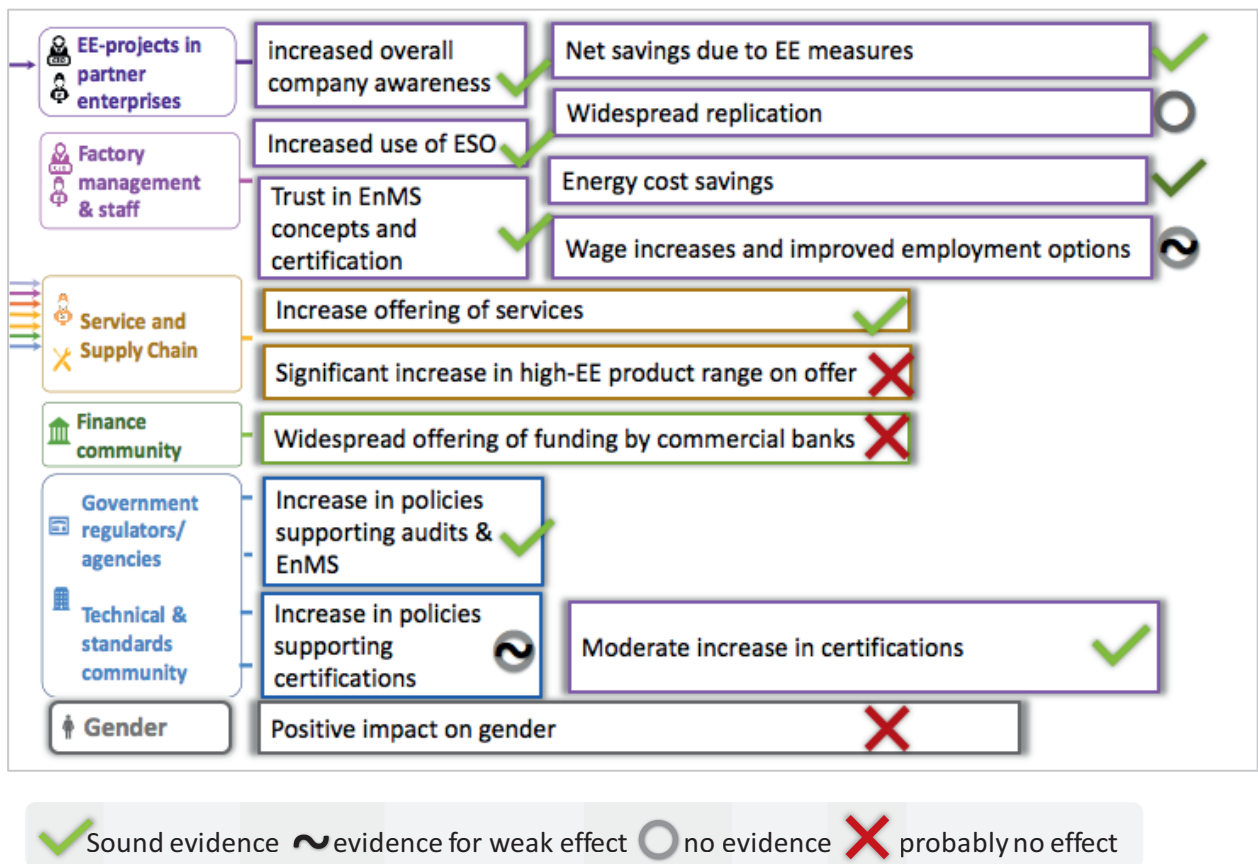 EE-projects in
partner
enterprises
increased overall
company awareness
Net savings due to EE measures
Widespread replication
Increased use of ESO
Factory
management
& staff
Trust in EnMS
concepts and
certification
Energy cost savings
Wage increases and improved employment options
Service and
Supply Chain
Increase offering of services
Significant increase in high-EE product range on offer
Finance
community
Widespread offering of funding by commercial banks
Government
regulators/
agencies
Increase in policies
supporting audits &
EnMS
Technical &
standards
community
Increase in policies
supporting
certifications
Moderate increase in certifications
Gender
Positive impact on gender
Sound evidence ~ evidence for weak effect no evidence probably no effect